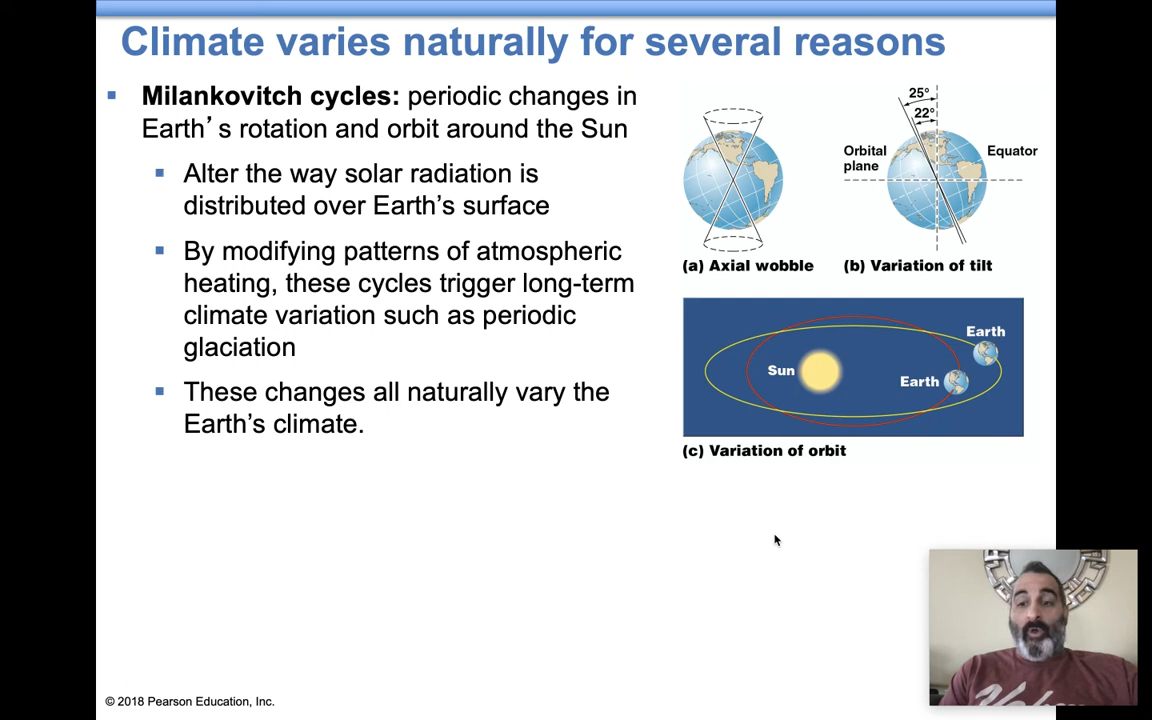 Climate varies naturally for several reasons
Milankovitch cycles: periodic changes in
Earth’s rotation and orbit around the Sun
Alter the way solar radiation is
distributed over Earth’s surface
By modifying patterns of atmospheric
heating, these cycles trigger long-term
climate variation such as periodic
glaciation
These changes all naturally vary the
Earth’s climate.
25°
22°
Orbital
plane
Equator
(a) Axial wobble
(b) Variation of tilt
Earth
Sun
Earth
(c) Variation of orbit
© 2018 Pearson Education, Inc.